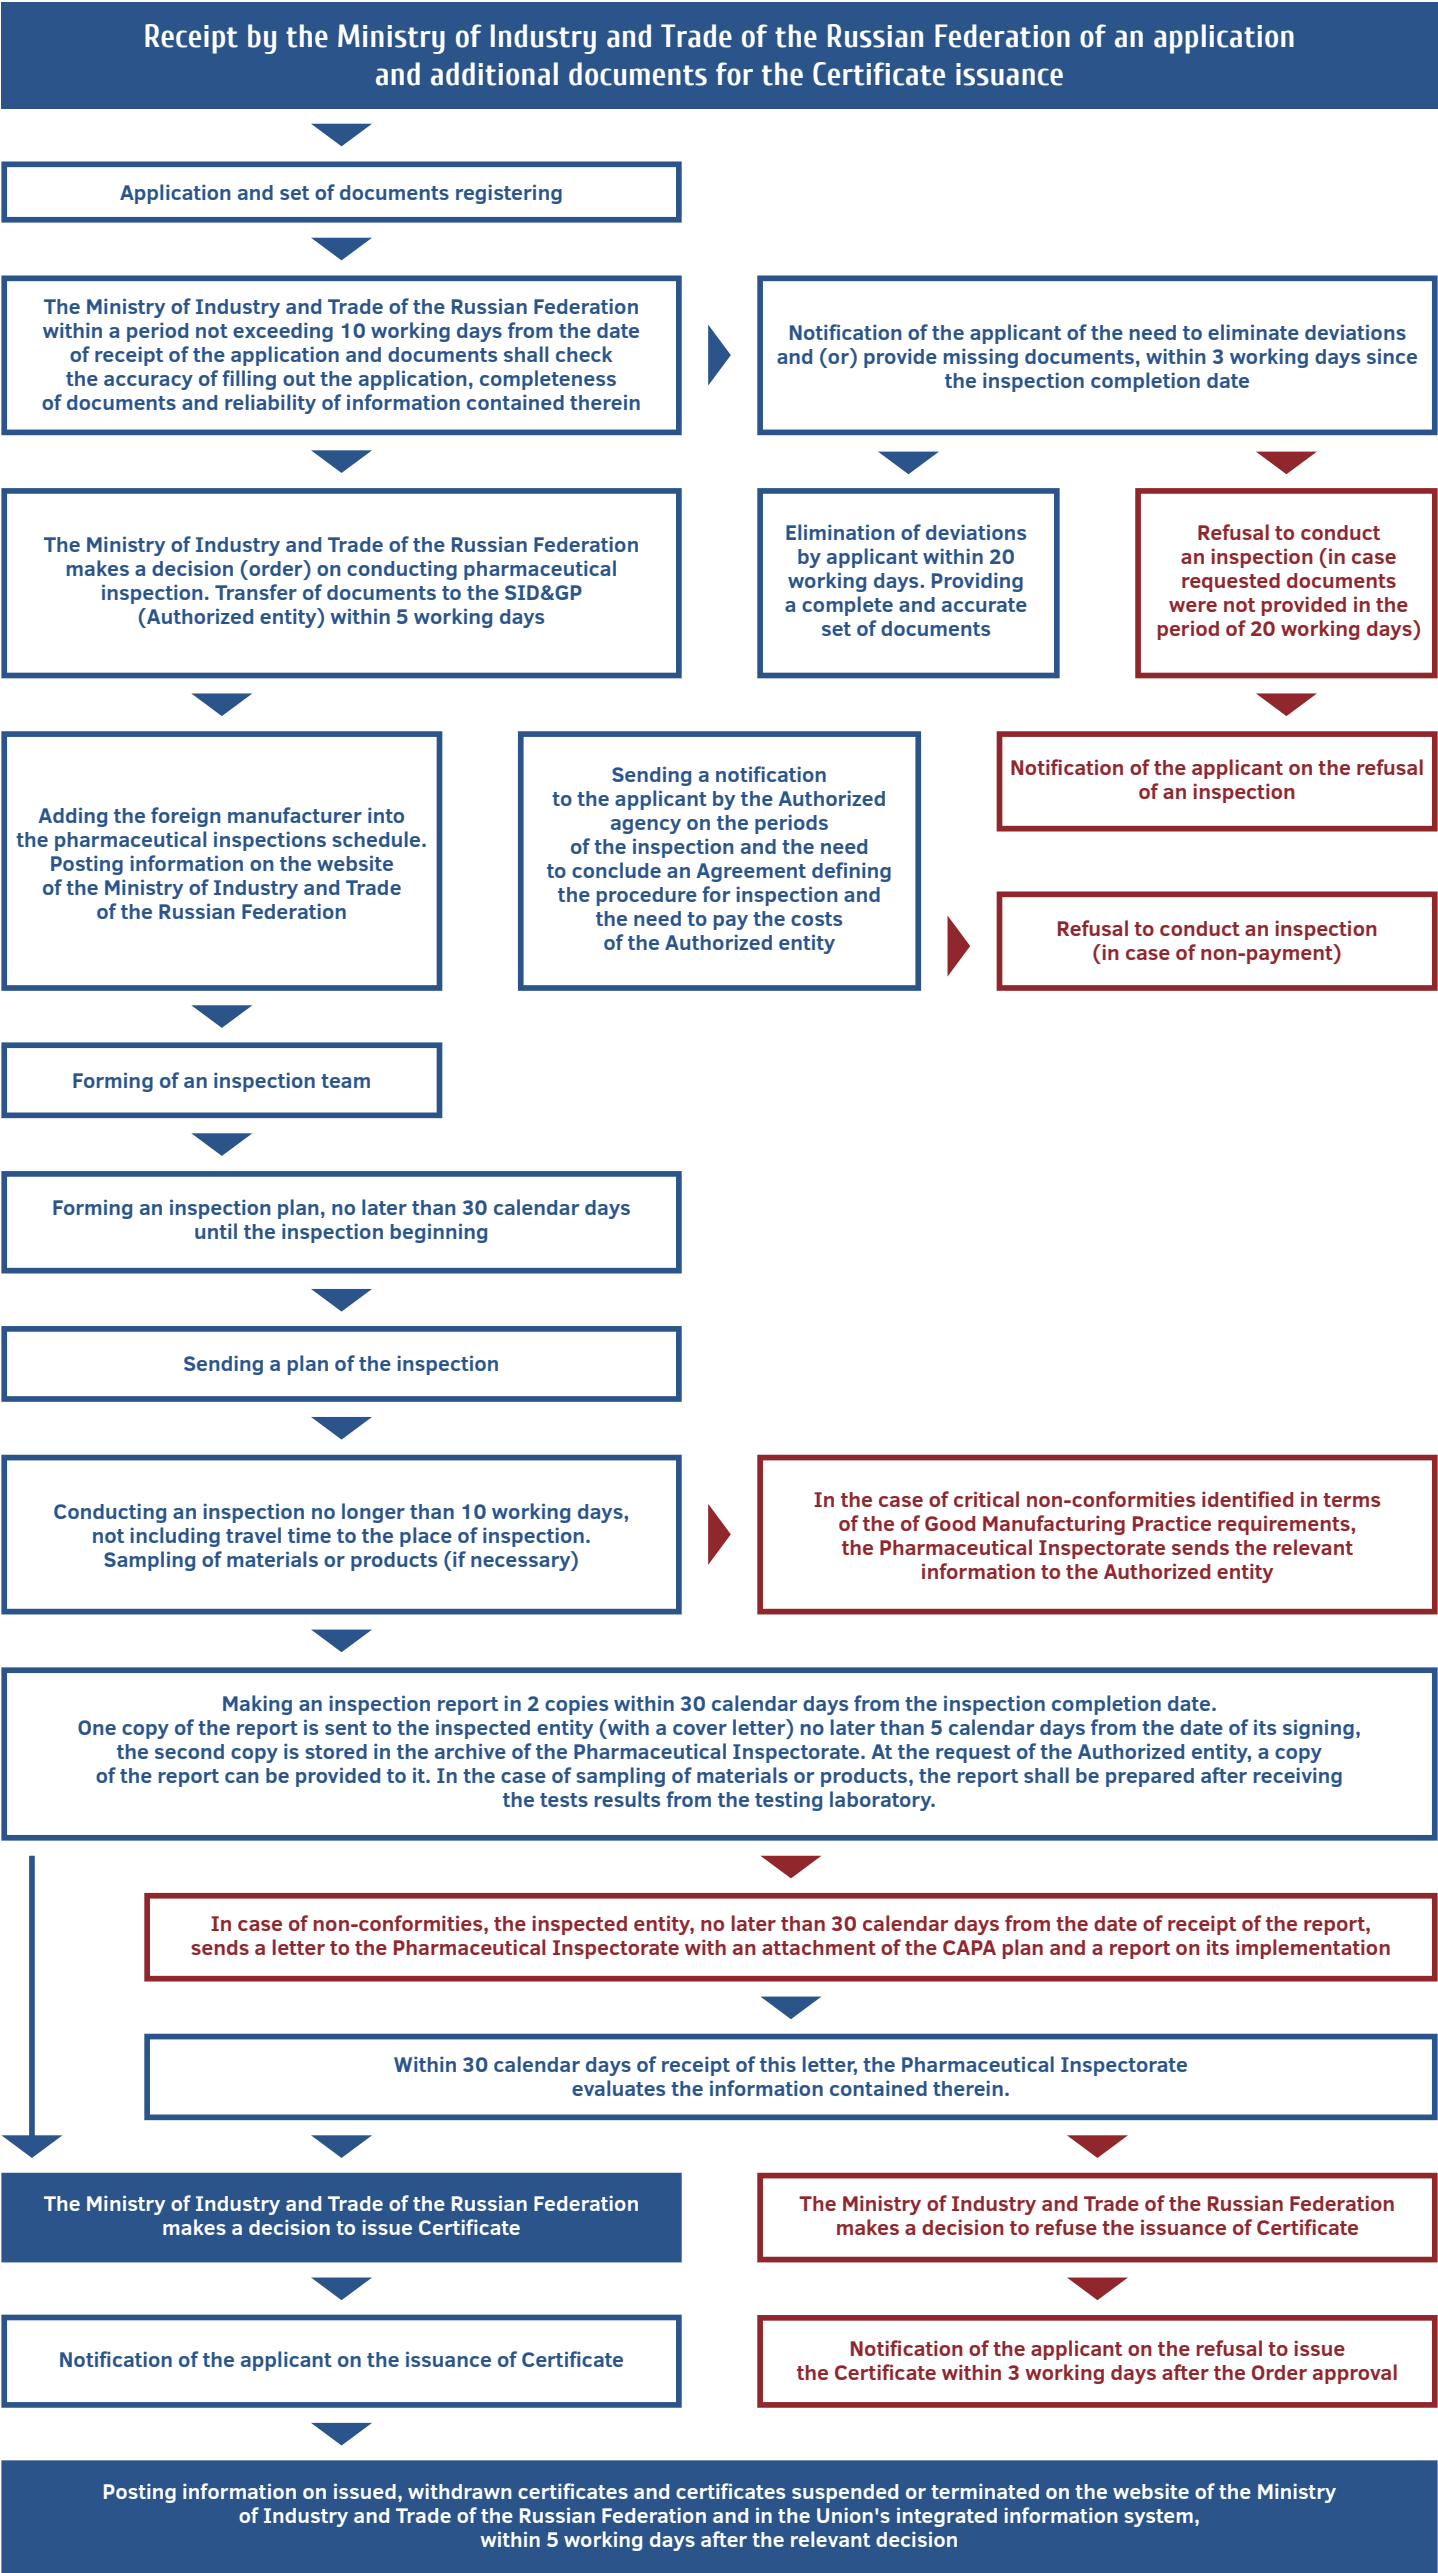 Receipt by the Ministry of Industry and Trade of the Russian Federation of an application
and additional documents for the Certificate issuance
Application and set of documents registering
The Ministry of Industry and Trade of the Russian Federation
within a period not exceeding 10 working days from the date
of receipt of the application and documents shall check
the accuracy of filling out the application, completeness
of documents and reliability of information contained therein
Notification of the applicant of the need to eliminate deviations
and (or) provide missing documents, within 3 working days since
the inspection completion date
The Ministry of Industry and Trade of the Russian Federation
makes a decision (order) on conducting pharmaceutical
inspection. Transfer of documents to the SID&GP
(Authorized entity) within 5 working days
Elimination of deviations
by applicant within 20
working days. Providing
a complete and accurate
set of documents
Refusal to conduct
an inspection (in case
requested documents
were not provided in the
period of 20 working days)
Adding the foreign manufacturer into
the pharmaceutical inspections schedule.
Posting information on the website
of the Ministry of Industry and Trade
of the Russian Federation
Sending a notification
to the applicant by the Authorized
agency on the periods
of the inspection and the need
to conclude an Agreement defining
the procedure for inspection and
the need to pay the costs
of the Authorized entity
Notification of the applicant on the refusal
of an inspection
Refusal to conduct an inspection
(in case of non-payment)
Forming of an inspection team
Forming an inspection plan, no later than 30 calendar days
until the inspection beginning
Sending a plan of the inspection
Conducting an inspection no longer than 10 working days,
not including travel time to the place of inspection.
Sampling of materials or products (if necessary)
In the case of critical non-conformities identified in terms
of the of Good Manufacturing Practice requirements,
the Pharmaceutical Inspectorate sends the relevant
information to the Authorized entity
Making an inspection report in 2 copies within 30 calendar days from the inspection completion date.
One copy of the report is sent to the inspected entity (with a cover letter) no later than 5 calendar days from the date of its signing,
the second copy is stored in the archive of the Pharmaceutical Inspectorate. At the request of the Authorized entity, a copy
of the report can be provided to it. In the case of sampling of materials or products, the report shall be prepared after receiving
the tests results from the testing laboratory.
In case of non-conformities, the inspected entity, no later than 30 calendar days from the date of receipt of the report,
sends a letter to the Pharmaceutical Inspectorate with an attachment of the CAPA plan and a report on its implementation
Within 30 calendar days of receipt of this letter, the Pharmaceutical Inspectorate
evaluates the information contained therein.
The Ministry of Industry and Trade of the Russian Federation
makes a decision to issue Certificate
The Ministry of Industry and Trade of the Russian Federation
makes a decision to refuse the issuance of Certificate
Notification of the applicant on the issuance of Certificate
Notification of the applicant on the refusal to issue
the Certificate within 3 working days after the Order approval
Posting information on issued, withdrawn certificates and certificates suspended or terminated on the website of the Ministry
of Industry and Trade of the Russian Federation and in the Union's integrated information system,
within 5 working days after the relevant decision